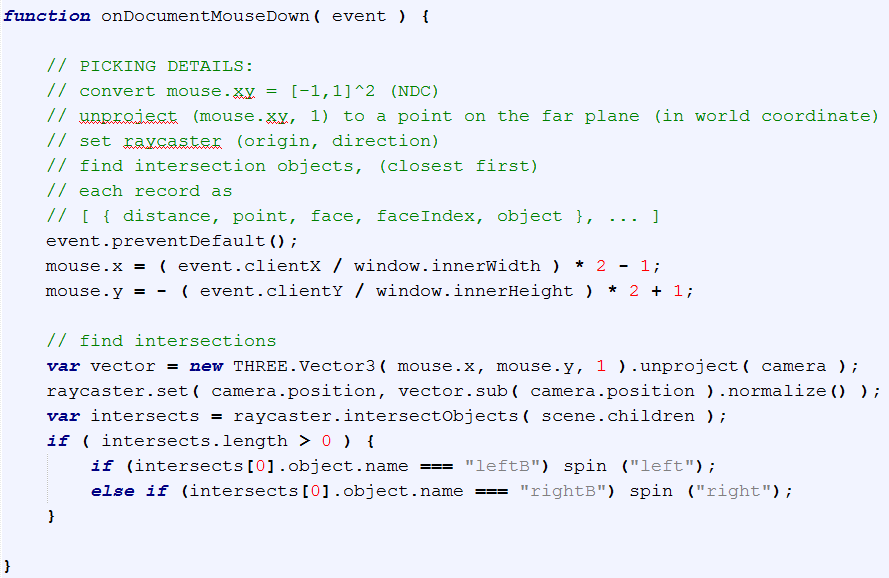 function onDocumentMouseDown( event ) {
// PICKING DETAILS:
// convert mouse.xy = [-1,1]^2 (NDC)
// unproject (mouse.xy, 1) to a point on the far plane (in world coordinate)
// set raycaster (origin, direction)
// find intersection objects, (closest first)
// each record as
// [ { distance, point, face, faceIndex, object }, ... ]
event.preventDefault();
mouse.x = ( event.clientX / window.innerWidth ) * 2 - 1;
mouse.y = - ( event.clientY / window.innerHeight ) * 2 + 1;
// find intersections
var vector = new THREE.Vector3( mouse.x, mouse.y, 1 ).unproject( camera );
raycaster.set( camera.position, vector.sub( camera.position ).normalize() );
var intersects = raycaster.intersectObjects( scene.children );
if ( intersects.length > 0 ) {
if (intersects[0].object.name === "leftB") spin ("left");
else if (intersects[0].object.name === "rightB") spin ("right");
}
}